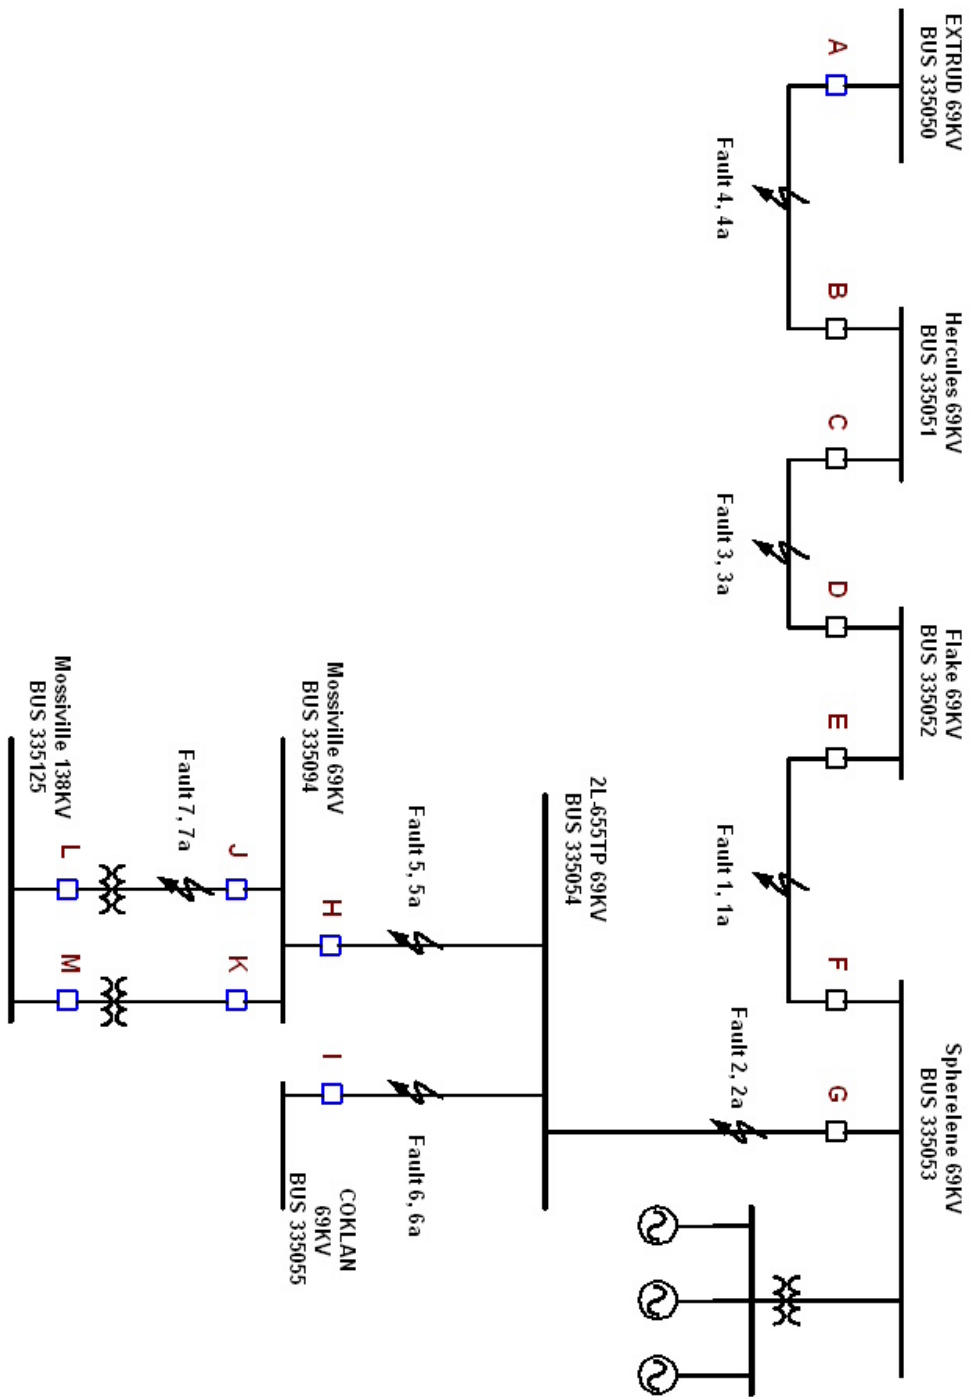 EXTRUD 69KV
BUS 335050
A
Fault 4, 4a
B
Hercules 69KV
BUS 335051
C
Fault 3, 3a
D
Flake 69KV
BUS 335052
E
Fault 1, 1a
F
Spherelene 69KV
BUS 335053
G
Fault 2, 2a
2L-655TP 69KV
BUS 335054
Fault 5, 5a
H
Fault 6, 6a
I
Mossiville 69KV
BUS 335094
COKLAN
69KV
BUS 335055
J
K
Fault 7, 7a
L
M
Mossiville 138KV
BUS 335125